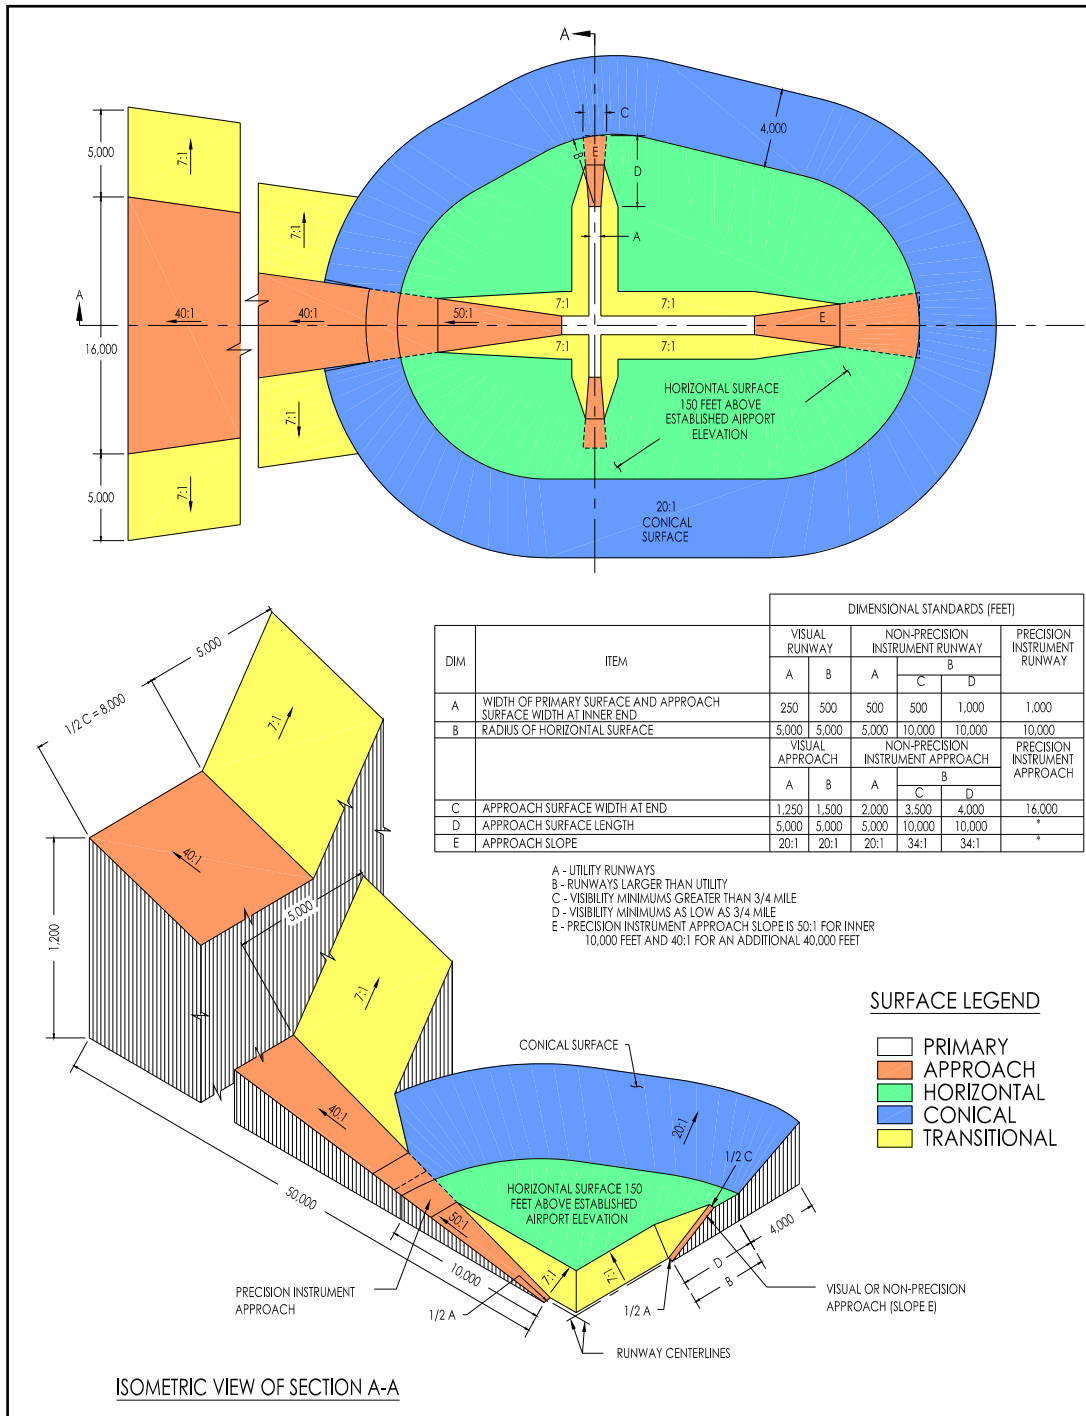 A
C
5,000
4,000
7:1
E
B
D
7:1
A
7:1
7:1
A
40:1
40:1
50:1
E
16,000
7:1
7:1
HORIZONTAL SURFACE
150 FEET ABOVE
ESTABLISHED AIRPORT
ELEVATION
7:1
7:1
5,000
20:1
CONICAL
SURFACE
DIMENSIONAL STANDARDS (FEET)
DIM ITEM VISUAL RUNWAY NON-PRECISION INSTRUMENT RUNWAY PRECISION INSTRUMENT RUNWAY
A B A B
C D
A WIDTH OF PRIMARY SURFACE AND APPROACH SURFACE WIDTH AT INNER END 250 500 500 500 1,000 1,000
B RADIUS OF HORIZONTAL SURFACE 5,000 5,000 5,000 10,000 10,000 10,000
VISUAL APPROACH NON-PRECISION INSTRUMENT APPROACH PRECISION INSTRUMENT APPROACH
A B A B
C D
C APPROACH SURFACE WIDTH AT END 1,250 1,500 2,000 3,500 4,000 16,000
D APPROACH SURFACE LENGTH 5,000 5,000 5,000 10,000 10,000 *
E APPROACH SLOPE 20:1 20:1 20:1 34:1 34:1 *
A - UTILITY RUNWAYS
B - RUNWAYS LARGER THAN UTILITY
C - VISIBILITY MINIMUMS GREATER THAN 3/4 MILE
D - VISIBILITY MINIMUMS AS LOW AS 3/4 MILE
E - PRECISION INSTRUMENT APPROACH SLOPE IS 50:1 FOR INNER
10,000 FEET AND 40:1 FOR AN ADDITIONAL 40,000 FEET
5,000
1/2 C = 8,000
7:1
40:1
5,000
1,200
7:1
40:1
50,000
CONICAL SURFACE
20:1
1/2 C
HORIZONTAL SURFACE 150
FEET ABOVE ESTABLISHED
AIRPORT ELEVATION
50:1
10,000
7:1
7:1
4,000
D
B
PRECISION INSTRUMENT
APPROACH
1/2 A
1/2 A
VISUAL OR NON-PRECISION
APPROACH (SLOPE E)
RUNWAY CENTERLINES
SURFACE LEGEND
PRIMARY
APPROACH
HORIZONTAL
CONICAL
TRANSITIONAL
ISOMETRIC VIEW OF SECTION A-A